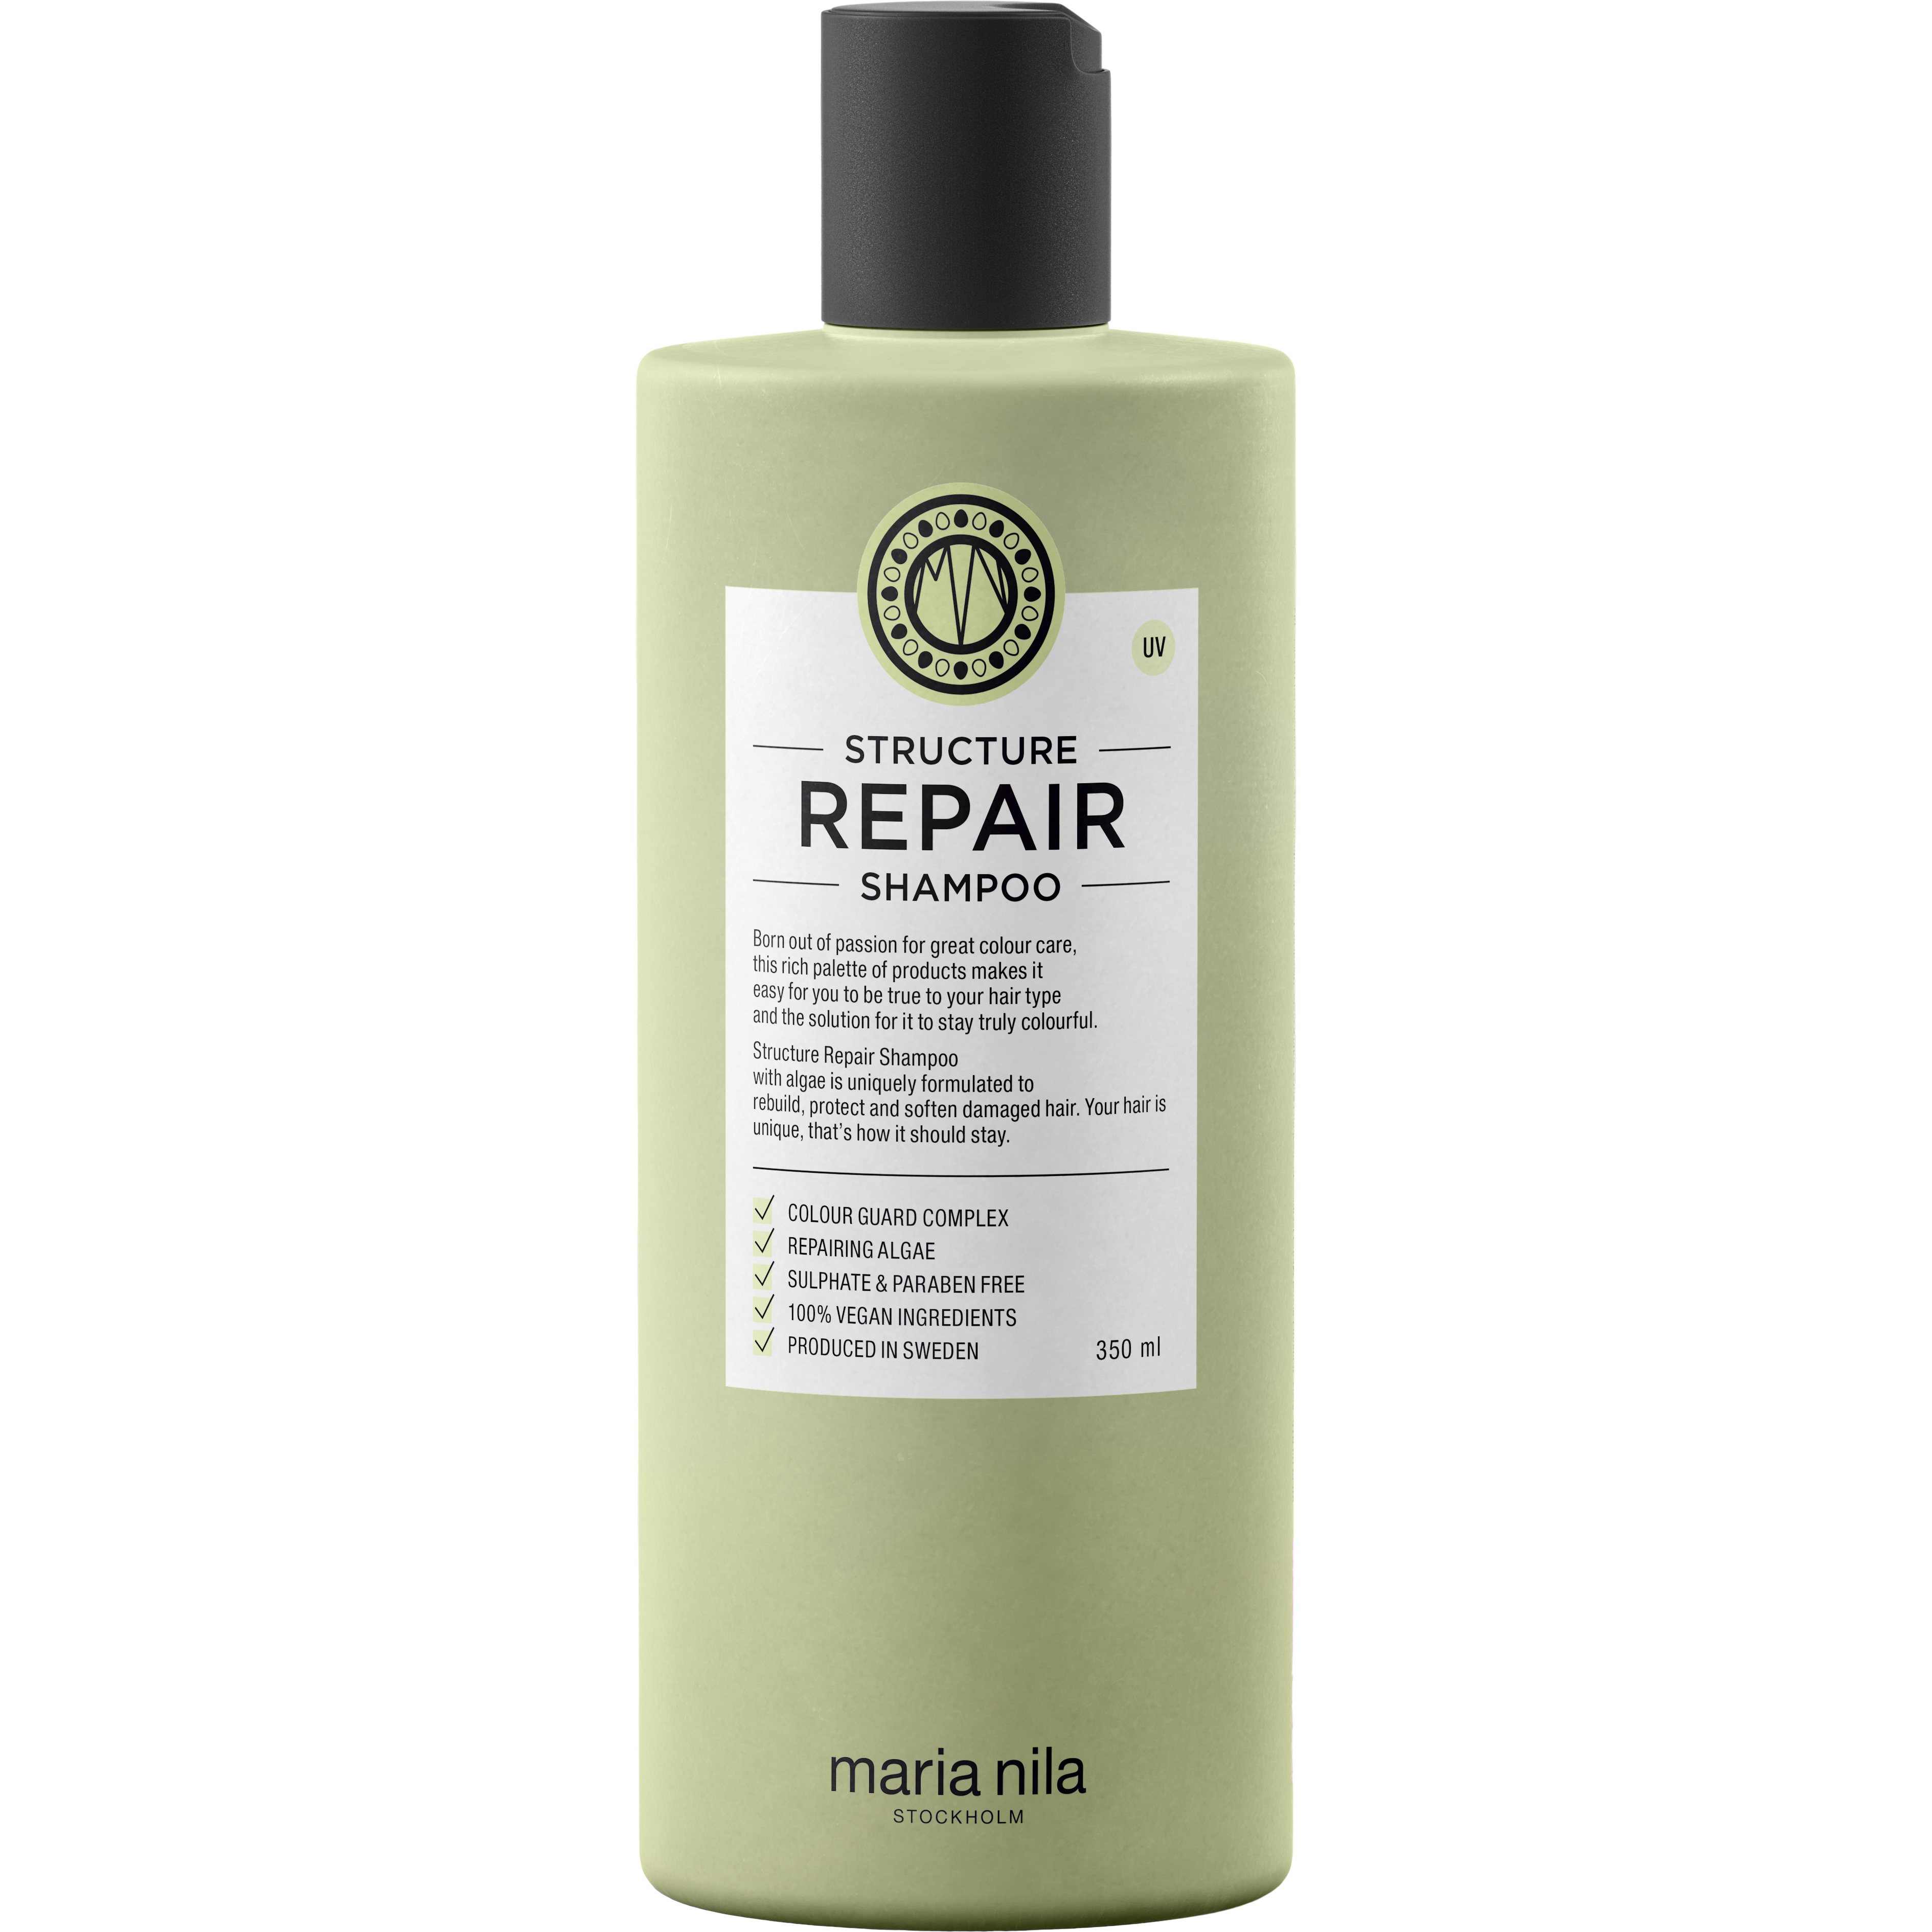 UV
STRUCTURE
REPAIR
SHAMPOO
Born out of passion for great colour care,
this rich palette of products makes it
easy for you to be true to your hair type
and the solution for it to stay truly colourful.
Structure Repair Shampoo
with algae is uniquely formulated to
rebuild, protect and soften damaged hair. Your hair is
unique, that's how it should stay.
COLOUR GUARD COMPLEX
REPAIRING ALGAE
SULPHATE & PARABEN FREE
100% VEGAN INGREDIENTS
PRODUCED IN SWEDEN 350 ml
maria nila
STOCKHOLM